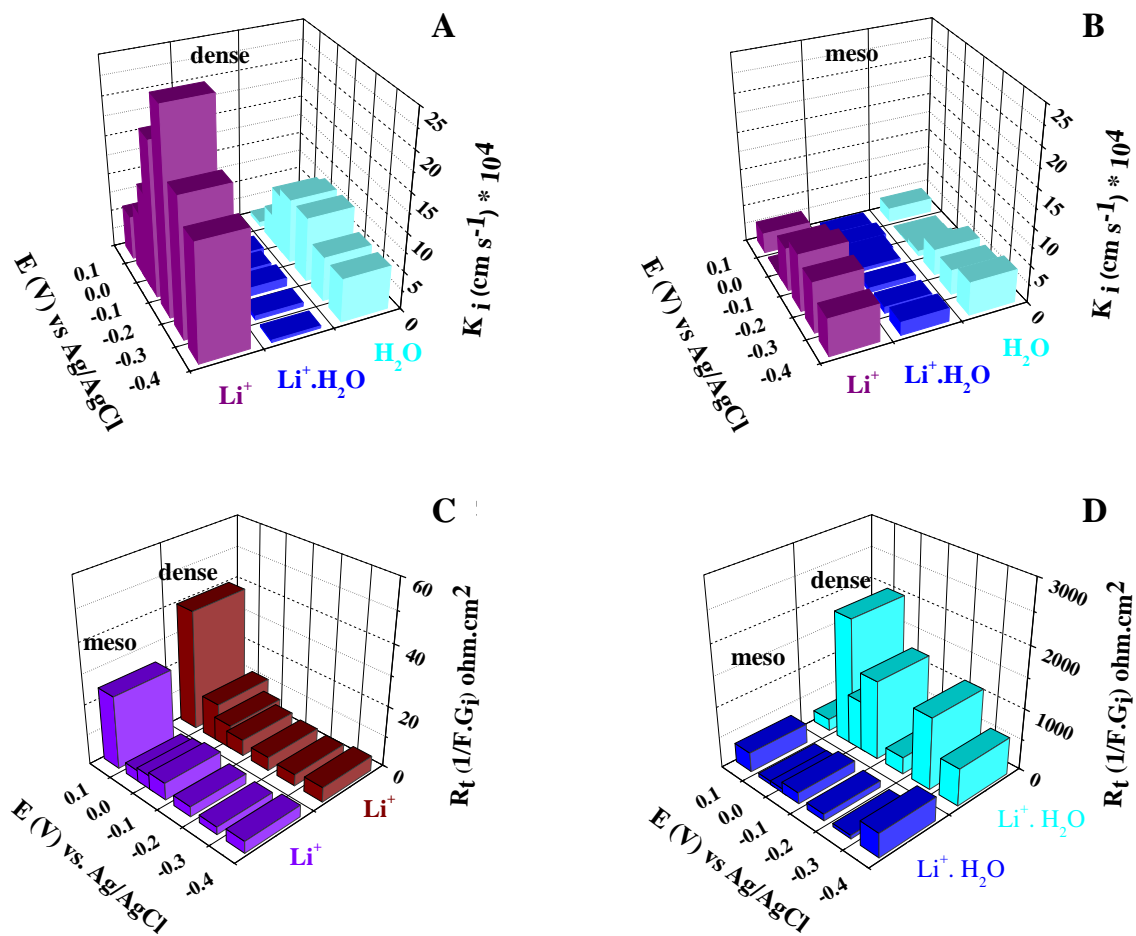 A
dense
25
20
15
10
5
0
K i (cm s-1) * 10⁴
0.1
0.0
-0.1
-0.2
-0.3
-0.4
E (V) vs Ag/AgCl
Li⁺
Li⁺.H₂O
H₂O
B
meso
25
20
15
10
5
0
K i (cm s-1) * 10⁴
0.1
0.0
-0.1
-0.2
-0.3
-0.4
E (V) vs Ag/AgCl
Li⁺
Li⁺.H₂O
H₂O
C
dense
meso
60
40
20
0
Rt (1/F.Gi) ohm.cm²
0.1
0.0
-0.1
-0.2
-0.3
-0.4
E (V) vs. Ag/AgCl
Li⁺
Li⁺
D
dense
meso
3000
2000
1000
0
Rt (1/F.Gi) ohm.cm²
0.1
0.0
-0.1
-0.2
-0.3
-0.4
E (V) vs Ag/AgCl
Li⁺. H₂O
Li⁺. H₂O